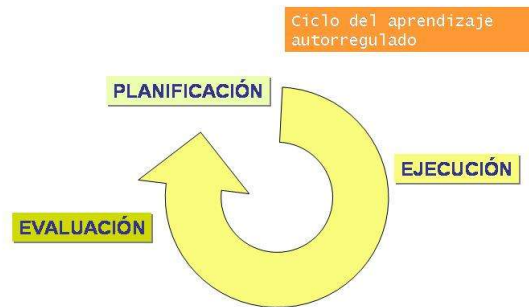 Ciclo del aprendizaje
autorregulado
PLANIFICACIÓN
EJECUCIÓN
EVALUACIÓN